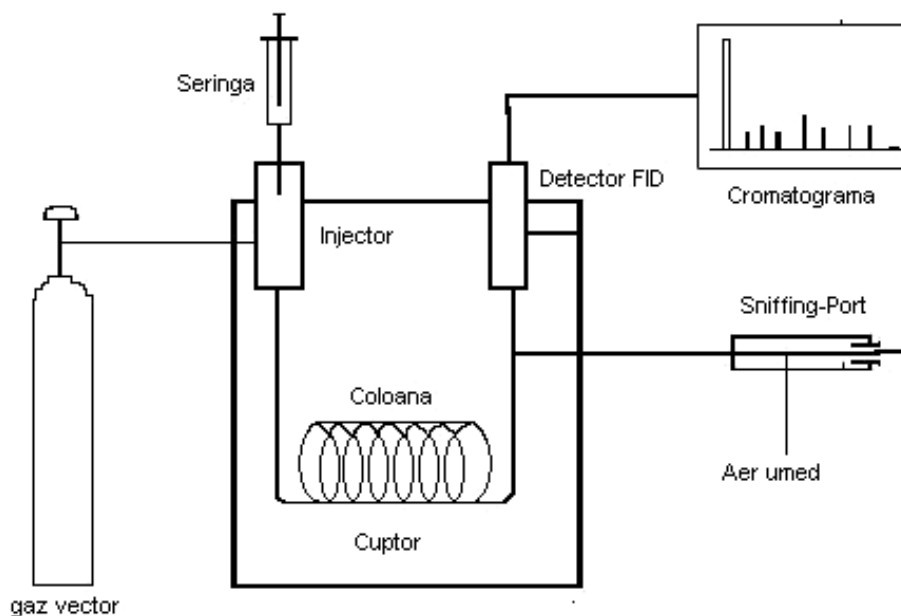 Seringa
Detector FID
Cromatograma
Injector
Sniffing-Port
Coloana
Aer umed
Cuptor
gaz vector